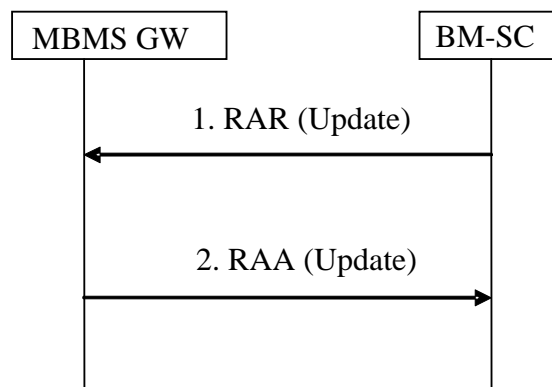 MBMS GW
BM-SC
1. RAR (Update)
2. RAA (Update)